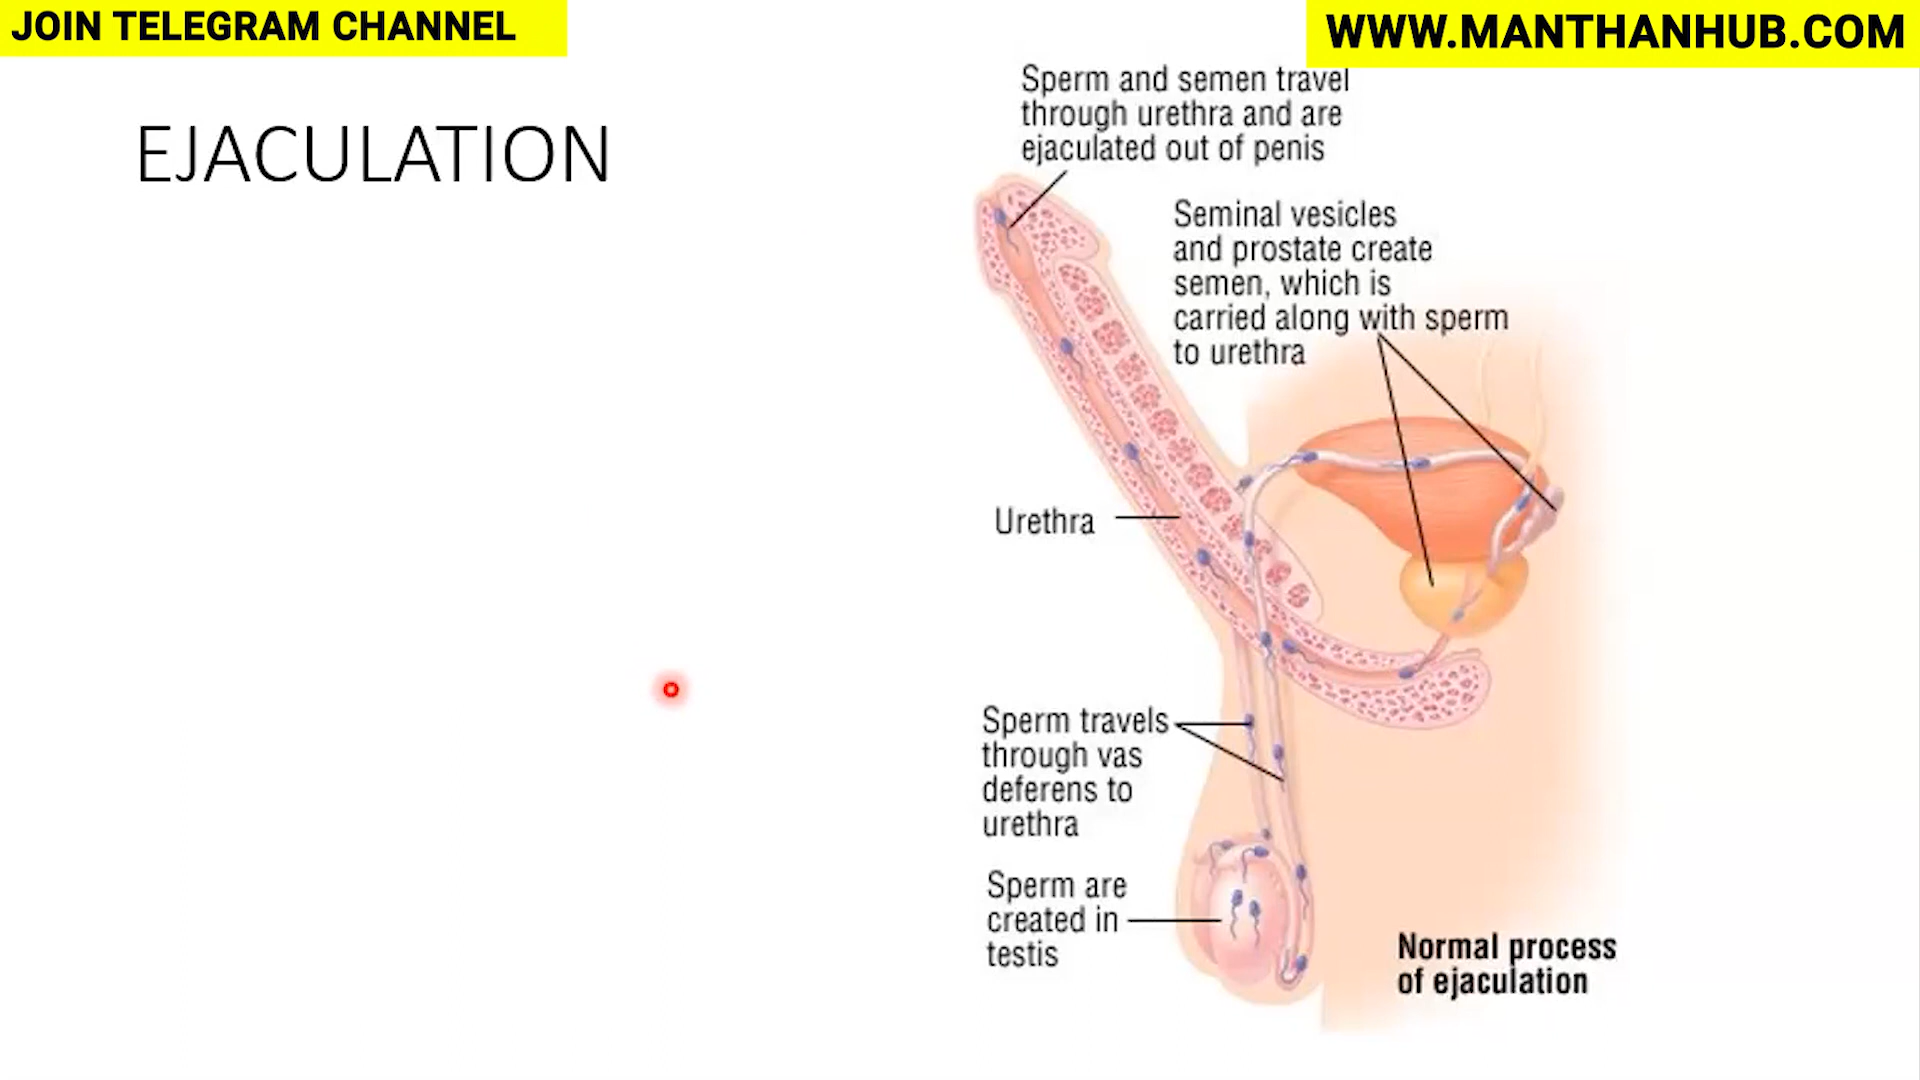 JOIN TELEGRAM CHANNEL
WWW.MANTHANHUB.COM
EJACULATION
Sperm and semen travel
through urethra and are
ejaculated out of penis
Seminal vesicles
and prostate create
semen, which is
carried along with sperm
to urethra
Urethra
Sperm travels
through vas
deferens to
urethra
Sperm are
created in
testis
Normal process
of ejaculation